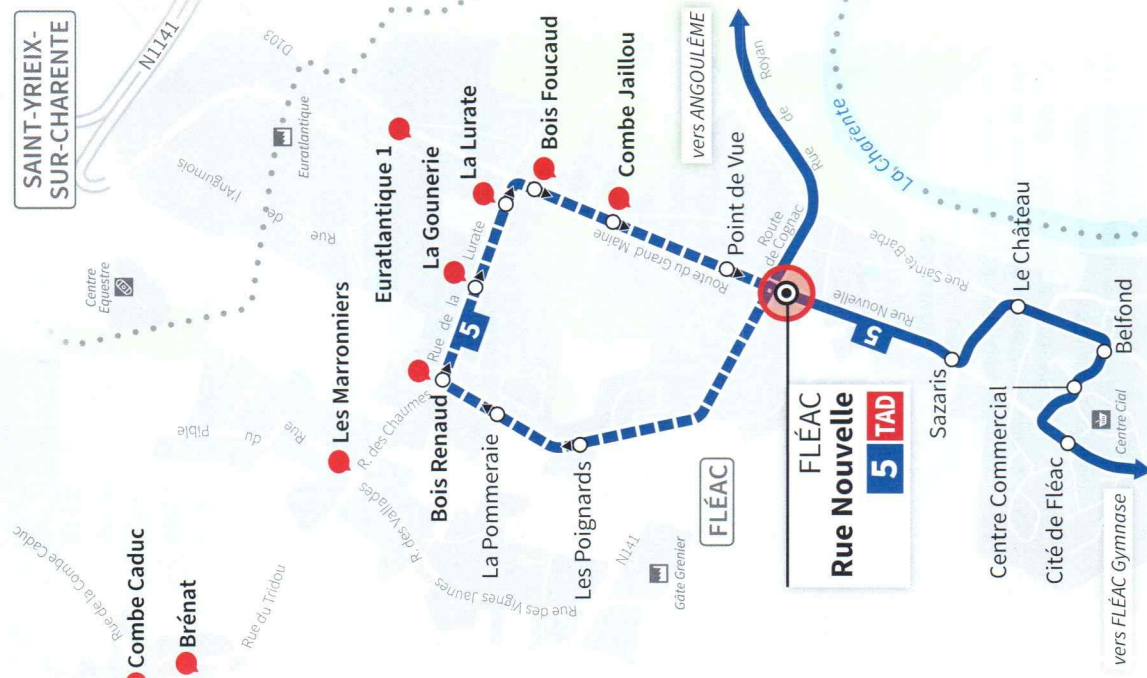 SAINT-YRIEIX-
SUR-CHARENTE
N1141
D103
Euratlantique
Rue de l'Angumois
Centre
Equestre
Rue du Pible
Les Marronniers
Euratlantique 1
La Gounerie
La Lurate
Bois Foucaud
Combe Jaillou
Rue de la Lurate
5
Bois Renaud
R. des Chaumes
R. des Vallades
La Pommeraie
Les Poignards
Rue des Vignes Jaunes
N141
Gâte Grenier
FLÉAC
Rue de la Combe Caduc
Combe Caduc
Brénat
Rue du Tridou
Route du Grand Maine
Point de Vue
vers ANGOULÊME
Rue de Royan
Route
de Cognac
La Charente
FLÉAC
Rue Nouvelle
5 TAD
Rue Nouvelle
5
Rue Sainte-Barbe
Sazaris
Le Château
Belfond
Centre Commercial
Centre Cial
Cité de Fléac
vers FLÉAC Gymnase